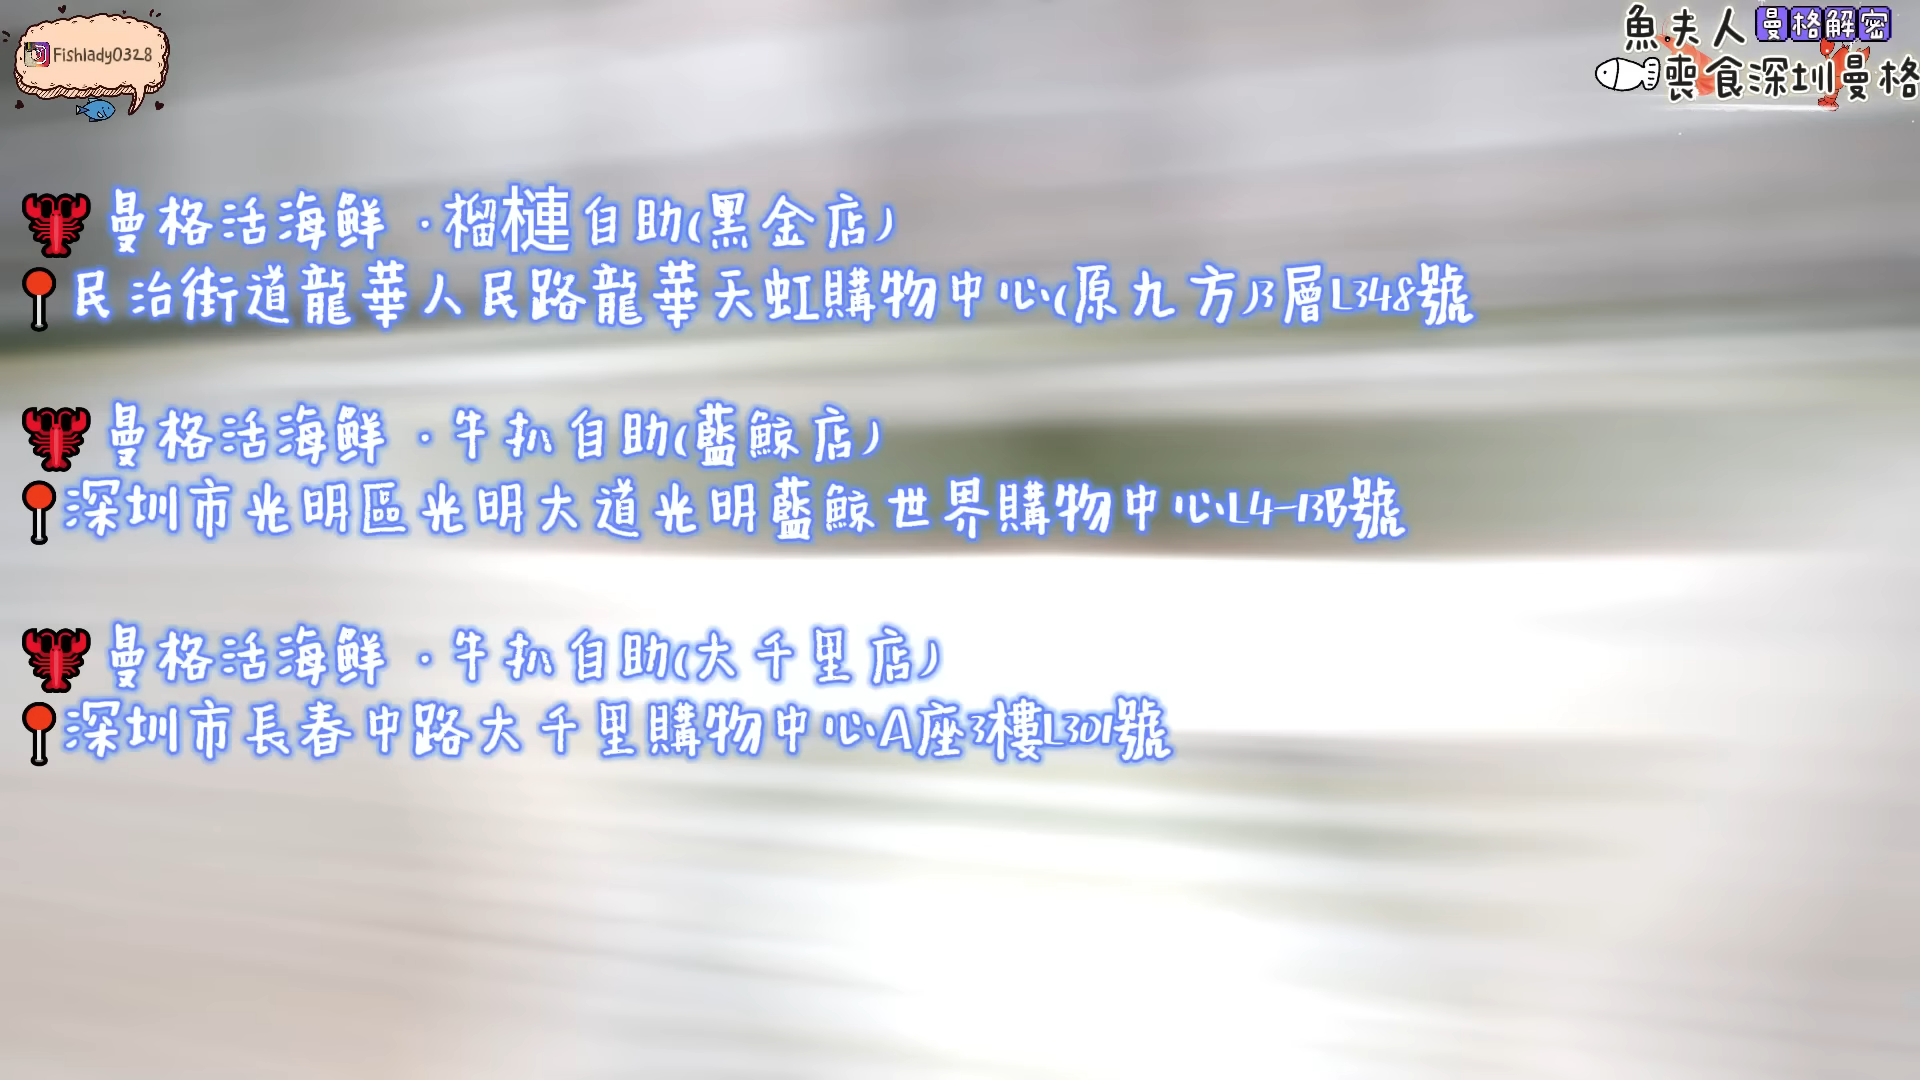 Fishlady0328
魚夫人 曼格解密
喪食深圳曼格
曼格活海鮮 ·榴槤自助(黑金店)
民治街道龍華人民路龍華天虹購物中心(原九方)3層L348號
曼格活海鮮 ·牛扒自助(藍鯨店)
深圳市光明區光明大道光明藍鯨世界購物中心L4-13B號
曼格活海鮮 ·牛扒自助(大千里店)
深圳市長春中路大千里購物中心A座3樓L301號